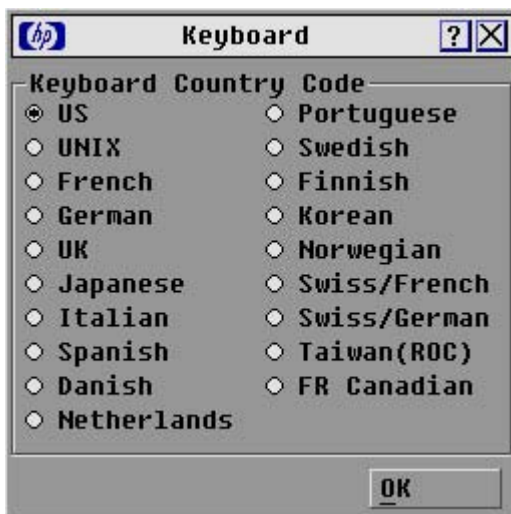 hp Keyboard ? X
Keyboard Country Code
US
UNIX
French
German
UK
Japanese
Italian
Spanish
Danish
Netherlands
Portuguese
Swedish
Finnish
Korean
Norwegian
Swiss/French
Swiss/German
Taiwan(ROC)
FR Canadian
OK